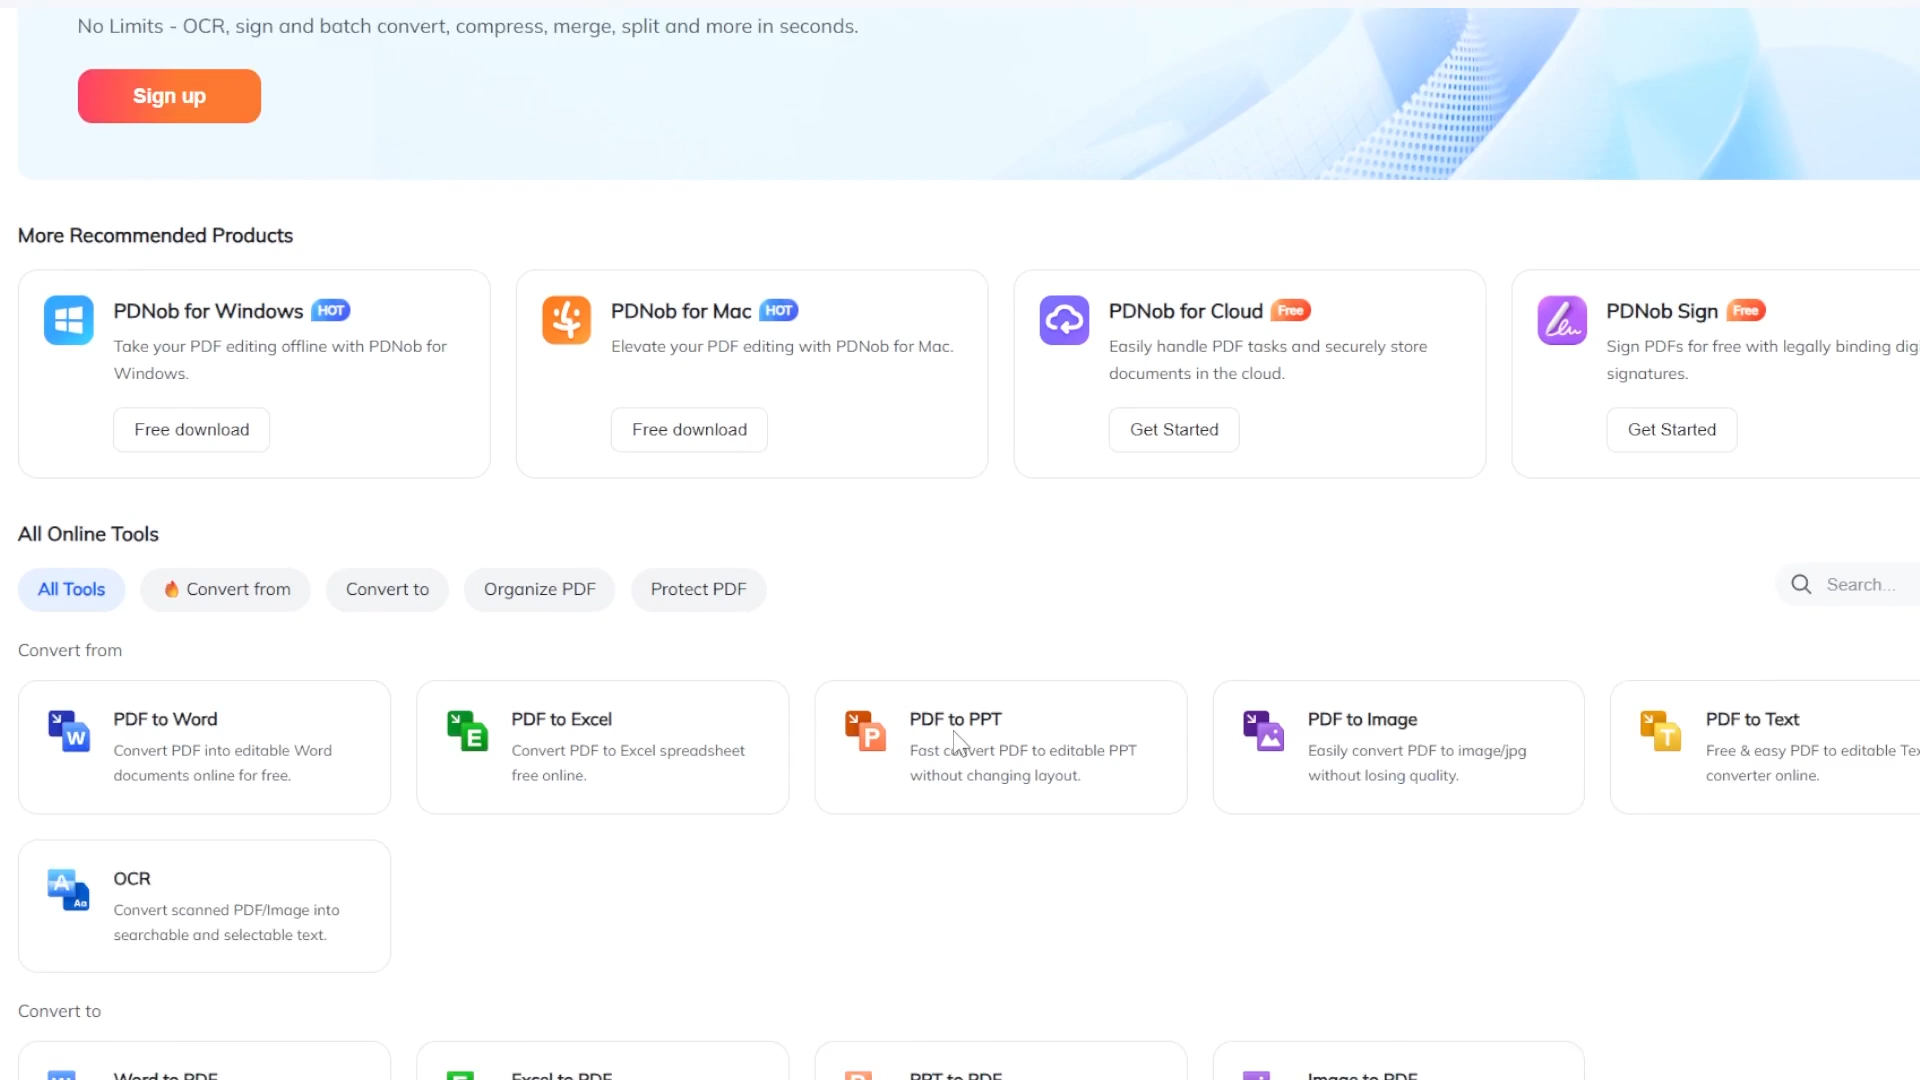 No Limits - OCR, sign and batch convert, compress, merge, split and more in seconds.
Sign up
More Recommended Products
PDNob for Windows HOT
Take your PDF editing offline with PDNob for
Windows.
Free download
PDNob for Mac HOT
Elevate your PDF editing with PDNob for Mac.
Free download
PDNob for Cloud Free
Easily handle PDF tasks and securely store
documents in the cloud.
Get Started
PDNob Sign Free
Sign PDFs for free with legally binding dig
signatures.
Get Started
All Online Tools
All Tools
Convert from
Convert to
Organize PDF
Protect PDF
Search...
Convert from
PDF to Word
Convert PDF into editable Word
documents online for free.
PDF to Excel
Convert PDF to Excel spreadsheet
free online.
PDF to PPT
Fast convert PDF to editable PPT
without changing layout.
PDF to Image
Easily convert PDF to image/jpg
without losing quality.
PDF to Text
Free & easy PDF to editable Tex
converter online.
OCR
Convert scanned PDF/Image into
searchable and selectable text.
Convert to
Word to PDF
Excel to PDF
PPT to PDF
Image to PDF